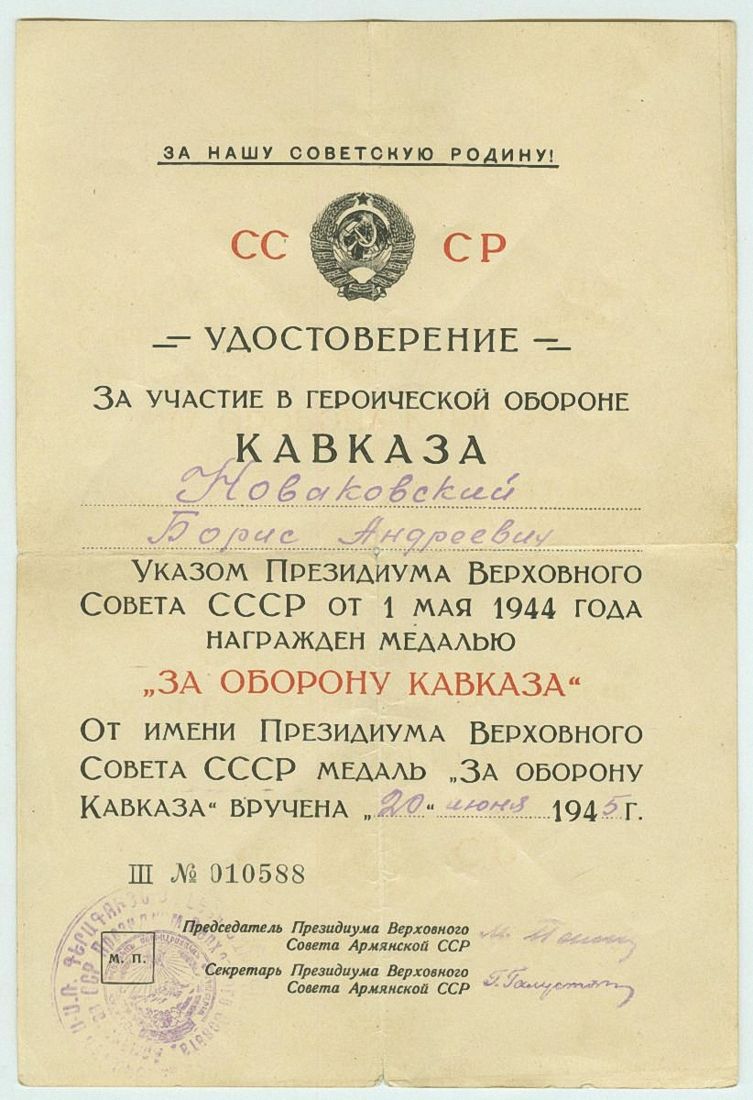 ЗА НАШУ СОВЕТСКУЮ РОДИНУ!
СС СР
УДОСТОВЕРЕНИЕ
ЗА УЧАСТИЕ В ГЕРОИЧЕСКОЙ ОБОРОНЕ
КАВКАЗА
Новаковский
Борис Андреевич
УКАЗОМ ПРЕЗИДИУМА ВЕРХОВНОГО
СОВЕТА СССР ОТ 1 МАЯ 1944 ГОДА
НАГРАЖДЕН МЕДАЛЬЮ
„ЗА ОБОРОНУ КАВКАЗА“
ОТ ИМЕНИ ПРЕЗИДИУМА ВЕРХОВНОГО
СОВЕТА СССР МЕДАЛЬ „ЗА ОБОРОНУ
КАВКАЗА“ ВРУЧЕНА „20“ июня 1945 Г.
III № 010588
Председатель Президиума Верховного
Совета Армянской ССР
М. П.
Секретарь Президиума Верховного
Совета Армянской ССР